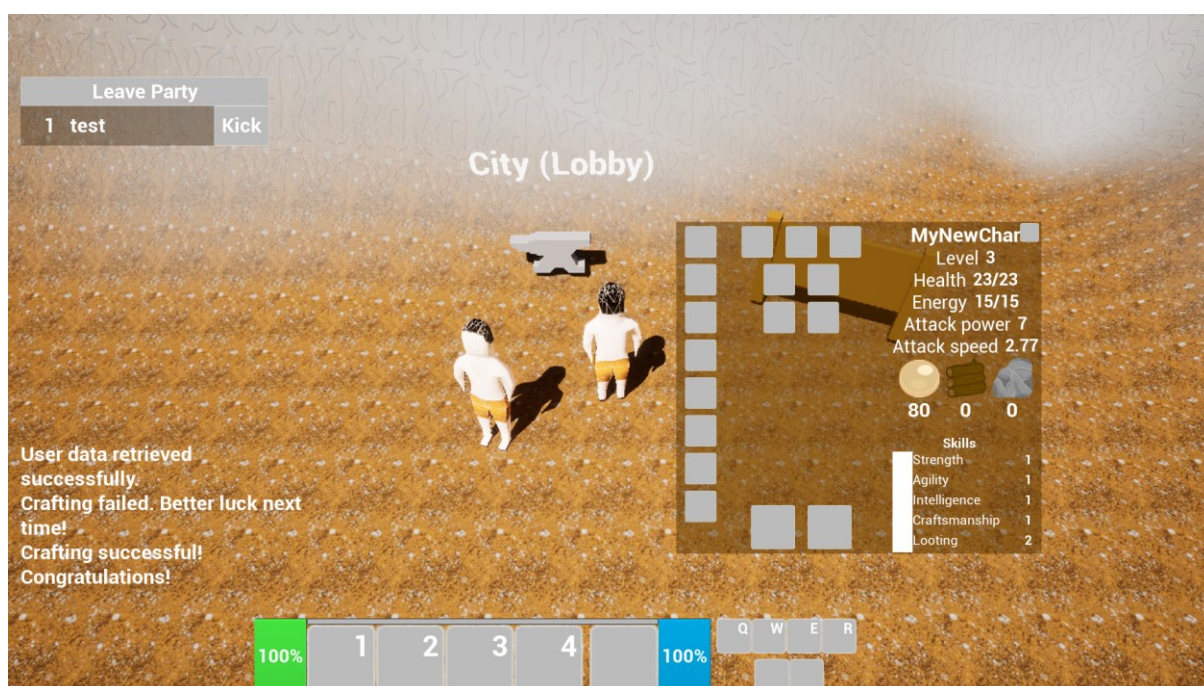 Leave Party
1 test Kick
City (Lobby)
MyNewChar
Level 3
Health 23/23
Energy 15/15
Attack power 7
Attack speed 2.77
80 0 0
Skills
Strength 1
Agility 1
Intelligence 1
Craftsmanship 1
Looting 2
User data retrieved
successfully.
Crafting failed. Better luck next
time!
Crafting successful!
Congratulations!
100% 1 2 3 4 100% Q W E R